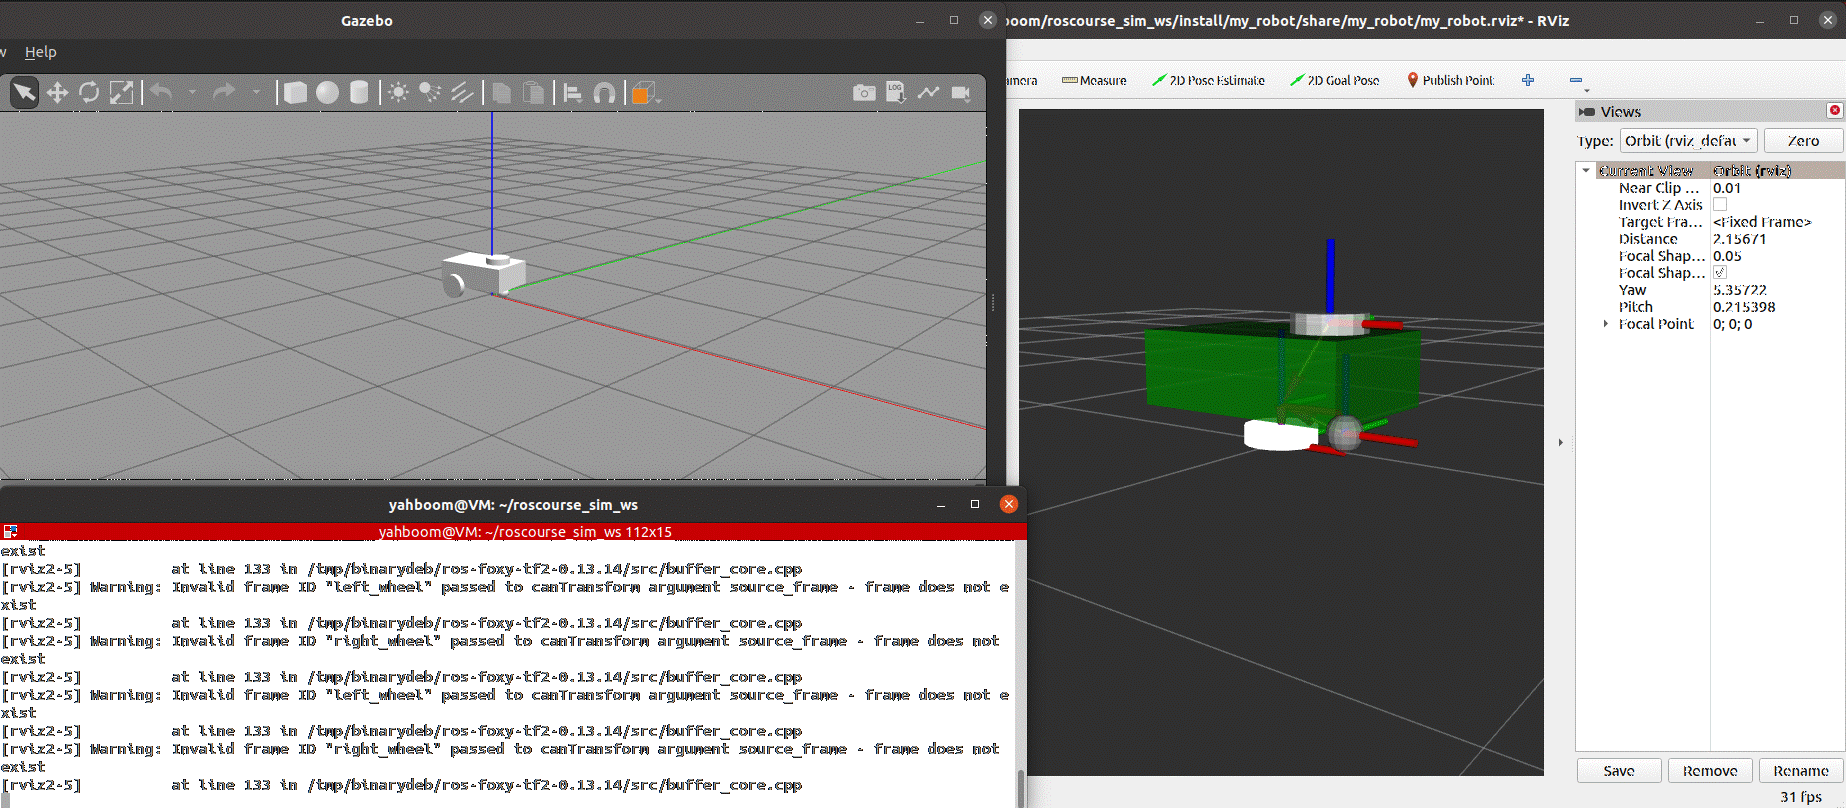 Gazebo
boom/roscourse_sim_ws/install/my_robot/share/my_robot/my_robot.rviz* - RViz
w Help
amera Measure 2D Pose Estimate 2D Goal Pose Publish Point
LOG
Views
Type: Orbit (rviz_defau Zero
Current View Orbit (rviz)
Near Clip ... 0.01
Invert Z Axis
Target Fra... <Fixed Frame>
Distance 2.15671
Focal Shap... 0.05
Focal Shap...
Yaw 5.35722
Pitch 0.215398
Focal Point 0; 0; 0
Save Remove Rename
31 fps
yahboom@VM: ~/roscourse_sim_ws
yahboom@VM: ~/roscourse_sim_ws 112x15
exist
[rviz2-5] at line 133 in /tmp/binarydeb/ros-foxy-tf2-0.13.14/src/buffer_core.cpp
[rviz2-5] Warning: Invalid frame ID "left_wheel" passed to canTransform argument source_frame - frame does not e
xist
[rviz2-5] at line 133 in /tmp/binarydeb/ros-foxy-tf2-0.13.14/src/buffer_core.cpp
[rviz2-5] Warning: Invalid frame ID "right_wheel" passed to canTransform argument source_frame - frame does not
exist
[rviz2-5] at line 133 in /tmp/binarydeb/ros-foxy-tf2-0.13.14/src/buffer_core.cpp
[rviz2-5] Warning: Invalid frame ID "left_wheel" passed to canTransform argument source_frame - frame does not e
xist
[rviz2-5] at line 133 in /tmp/binarydeb/ros-foxy-tf2-0.13.14/src/buffer_core.cpp
[rviz2-5] Warning: Invalid frame ID "right_wheel" passed to canTransform argument source_frame - frame does not
exist
[rviz2-5] at line 133 in /tmp/binarydeb/ros-foxy-tf2-0.13.14/src/buffer_core.cpp